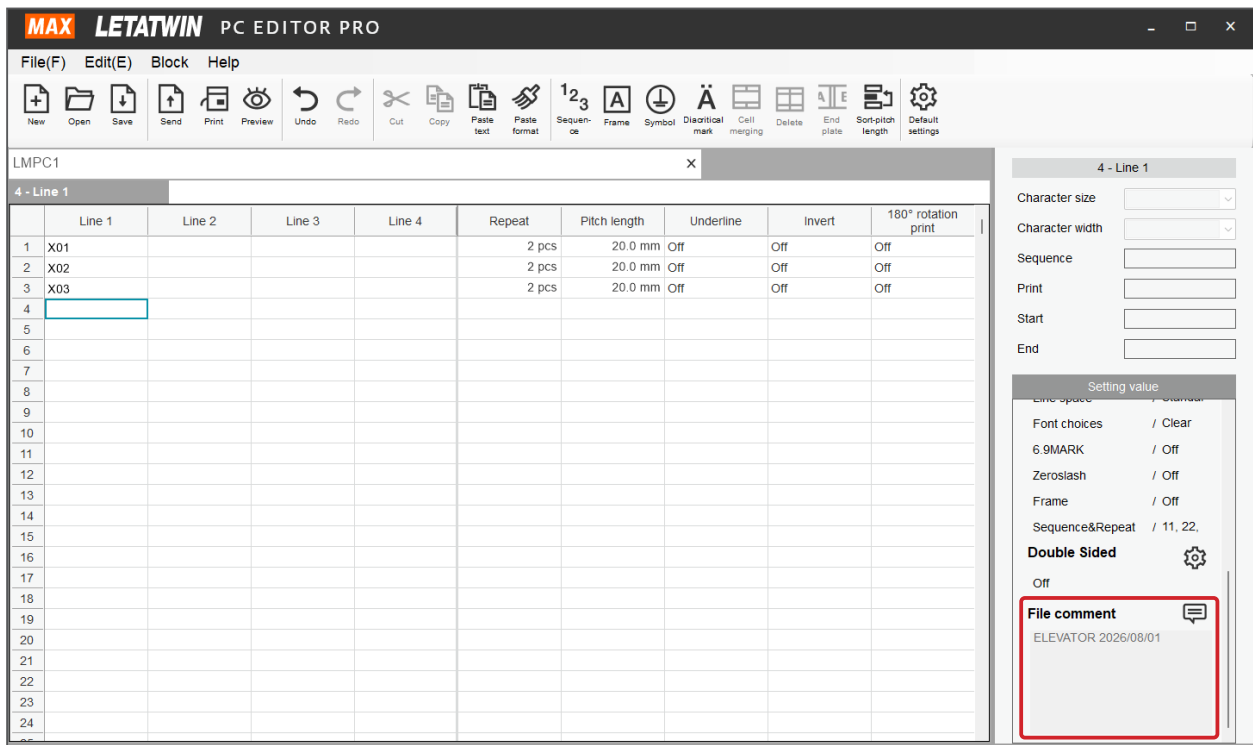 MAX LETATWIN PC EDITOR PRO
File(F) Edit(E) Block Help
New Open Save Send Print Preview Undo Redo Cut Copy Paste text Paste format Sequen-ce Frame Symbol Diacritical mark Cell merging Delete End plate Sort-pitch length Default settings
LMPC1
4 - Line 1
Line 1 Line 2 Line 3 Line 4 Repeat Pitch length Underline Invert 180° rotation print
1 X01 2 pcs 20.0 mm Off Off Off
2 X02 2 pcs 20.0 mm Off Off Off
3 X03 2 pcs 20.0 mm Off Off Off
4
5
6
7
8
9
10
11
12
13
14
15
16
17
18
19
20
21
22
23
24
4 - Line 1
Character size
Character width
Sequence
Print
Start
End
Setting value
Font choices / Clear
6.9MARK / Off
Zeroslash / Off
Frame / Off
Sequence&Repeat / 11, 22,
Double Sided
Off
File comment
ELEVATOR 2026/08/01